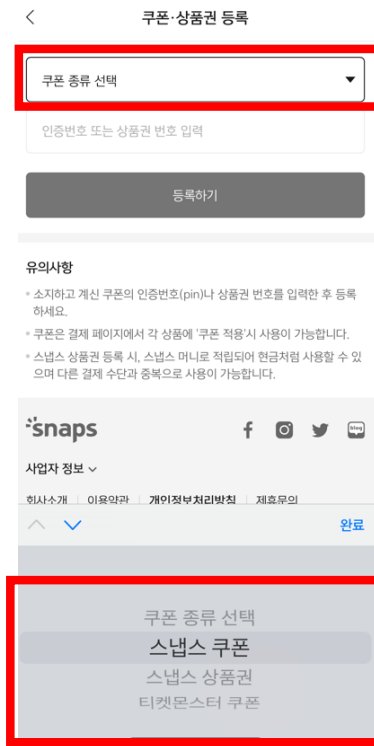 쿠폰·상품권 등록
쿠폰 종류 선택
인증번호 또는 상품권 번호 입력
등록하기
유의사항
• 소지하고 계신 쿠폰의 인증번호(pin)나 상품권 번호를 입력한 후 등록
하세요.
• 쿠폰은 결제 페이지에서 각 상품에 '쿠폰 적용'시 사용이 가능합니다.
• 스냅스 상품권 등록 시, 스냅스 머니로 적립되어 현금처럼 사용할 수 있
으며 다른 결제 수단과 중복으로 사용이 가능합니다.
snaps
blog
사업자 정보
회사소개 | 이용약관 | 개인정보처리방침 | 제휴문의
완료
쿠폰 종류 선택
스냅스 쿠폰
스냅스 상품권
티켓몬스터 쿠폰